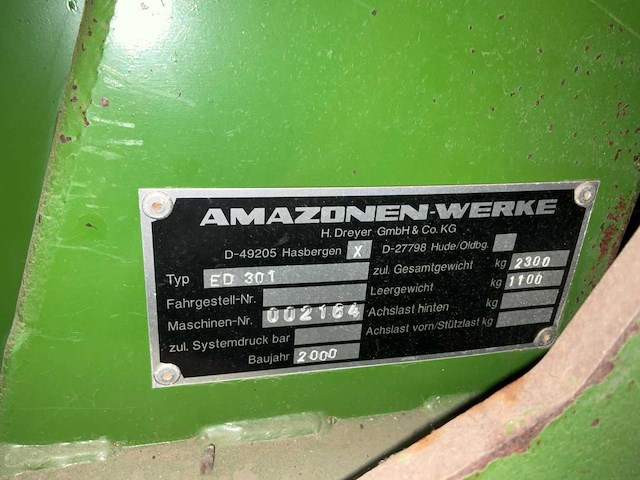 AMAZONEN-WERKE
H. Dreyer GmbH & Co. KG
D-49205 Hasbergen X D-27798 Hude/Oldbg.
Typ ED 301 zul. Gesamtgewicht kg 2300
Fahrgestell-Nr. Leergewicht kg 1100
Maschinen-Nr. 002164 Achslast hinten kg
zul. Systemdruck bar Achslast vorn/Stützlast kg
Baujahr 2000